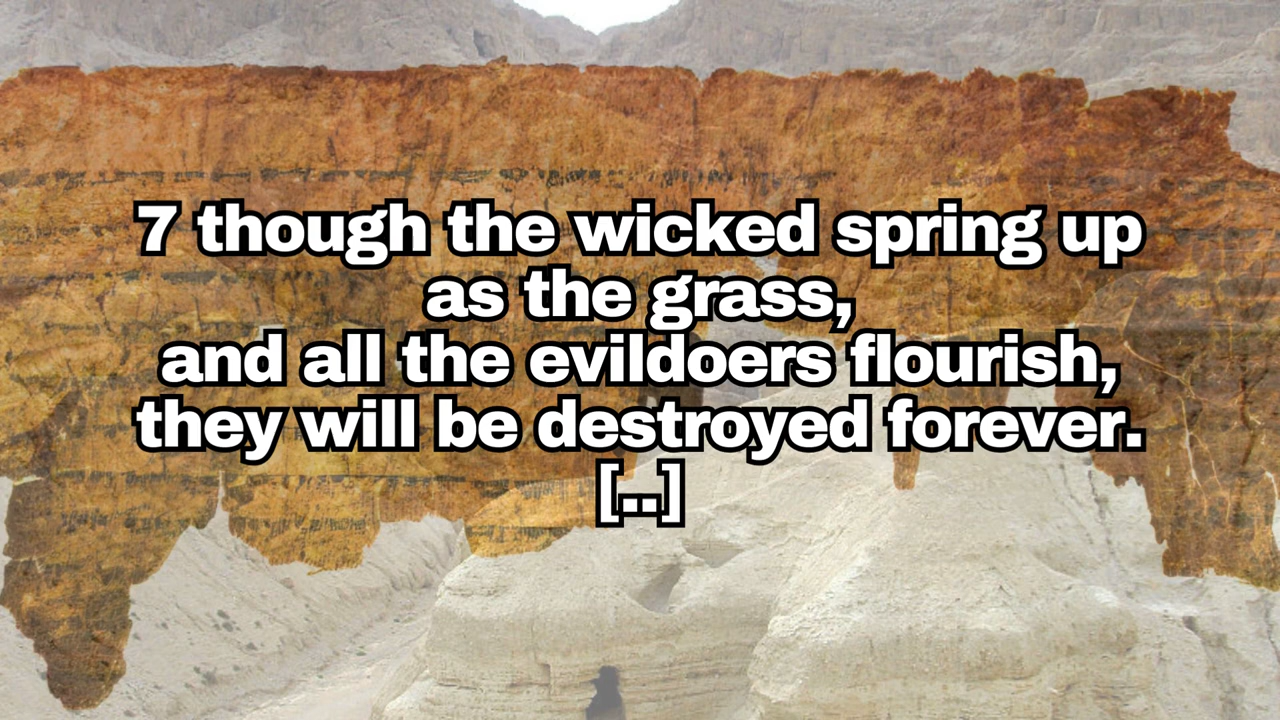 7 though the wicked spring up
as the grass,
and all the evildoers flourish,
they will be destroyed forever.
[..]